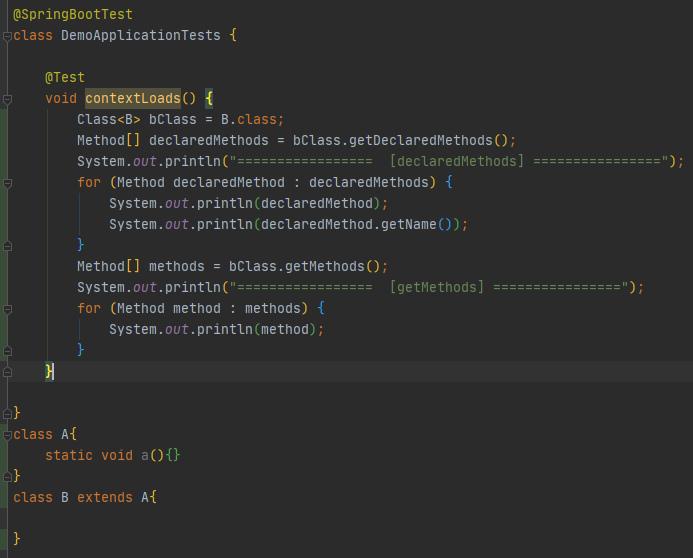 @SpringBootTest
class DemoApplicationTests {
@Test
void contextLoads() {
Class<B> bClass = B.class;
Method[] declaredMethods = bClass.getDeclaredMethods();
System.out.println("=================  [declaredMethods] ================");
for (Method declaredMethod : declaredMethods) {
System.out.println(declaredMethod);
System.out.println(declaredMethod.getName());
}
Method[] methods = bClass.getMethods();
System.out.println("=================  [getMethods] ================");
for (Method method : methods) {
System.out.println(method);
}
}
}
class A{
static void a(){}
}
class B extends A{
}